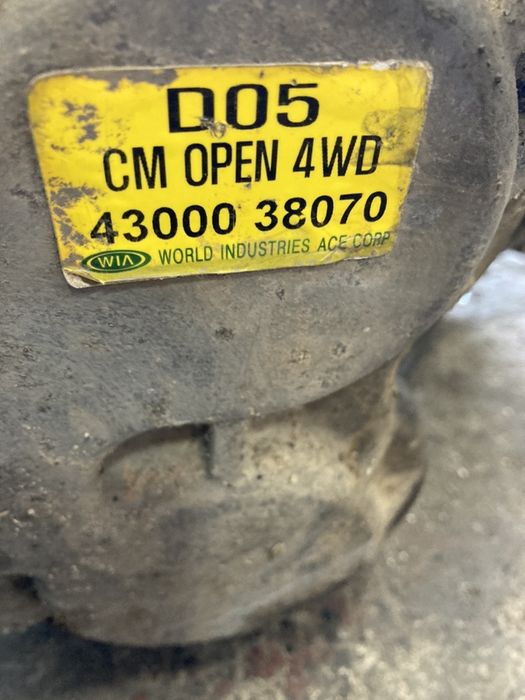 D05
CM OPEN 4WD
43000 38070
WIA WORLD INDUSTRIES ACE CORP